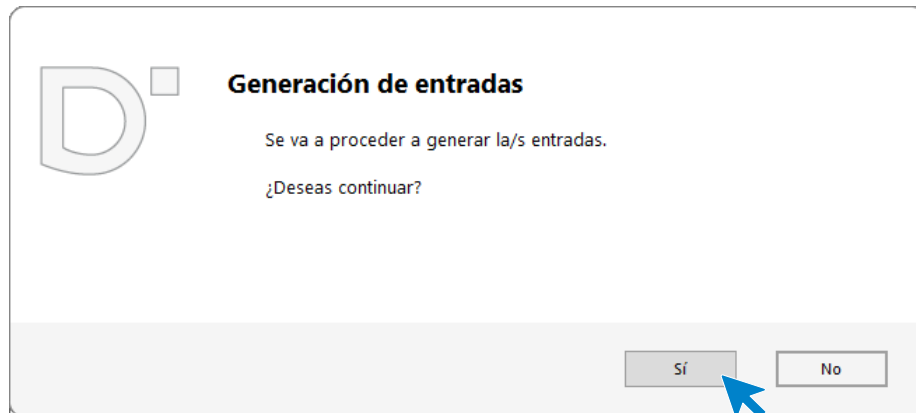 Generación de entradas
Se va a proceder a generar la/s entradas.
¿Deseas continuar?
Sí No